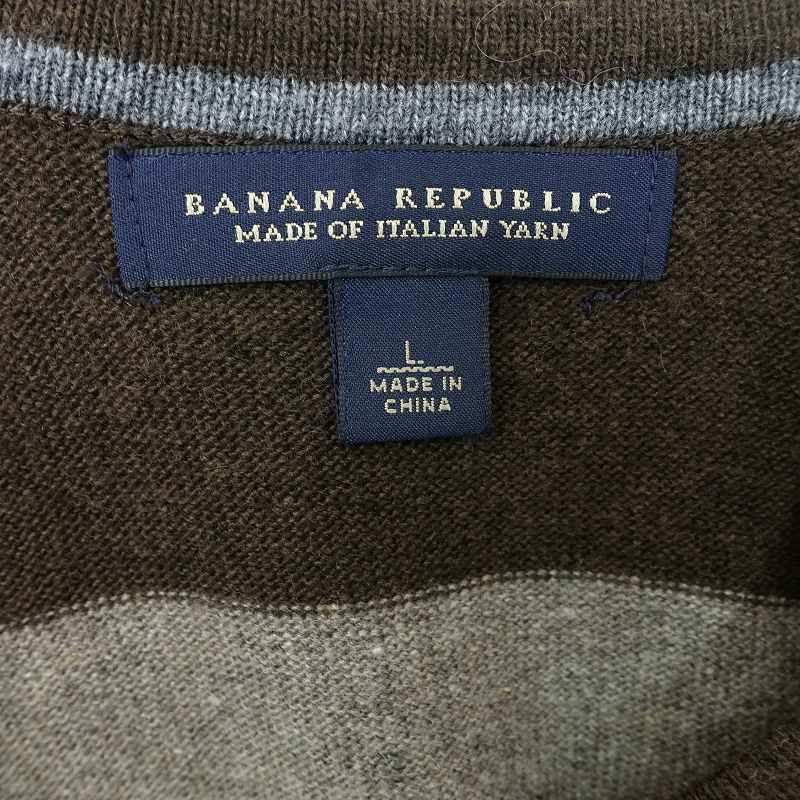 BANANA REPUBLIC
MADE OF ITALIAN YARN
L.
MADE IN
CHINA